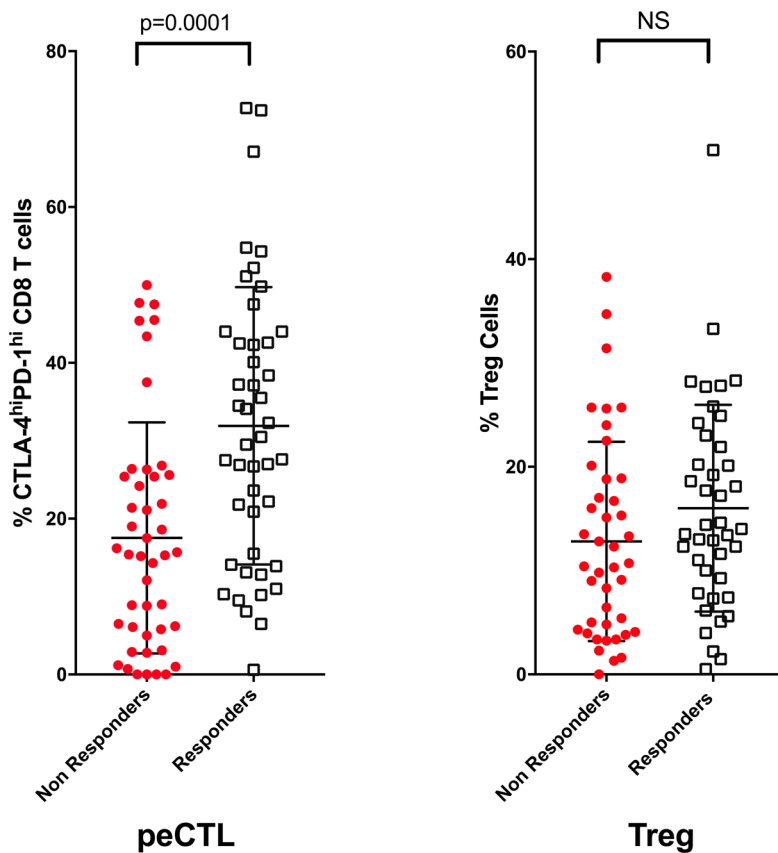 p=0.0001
80
60
40
20
0
% CTLA-4hiPD-1hi CD8 T cells
Non Responders
Responders
peCTL
NS
60
40
20
0
% Treg Cells
Non Responders
Responders
Treg